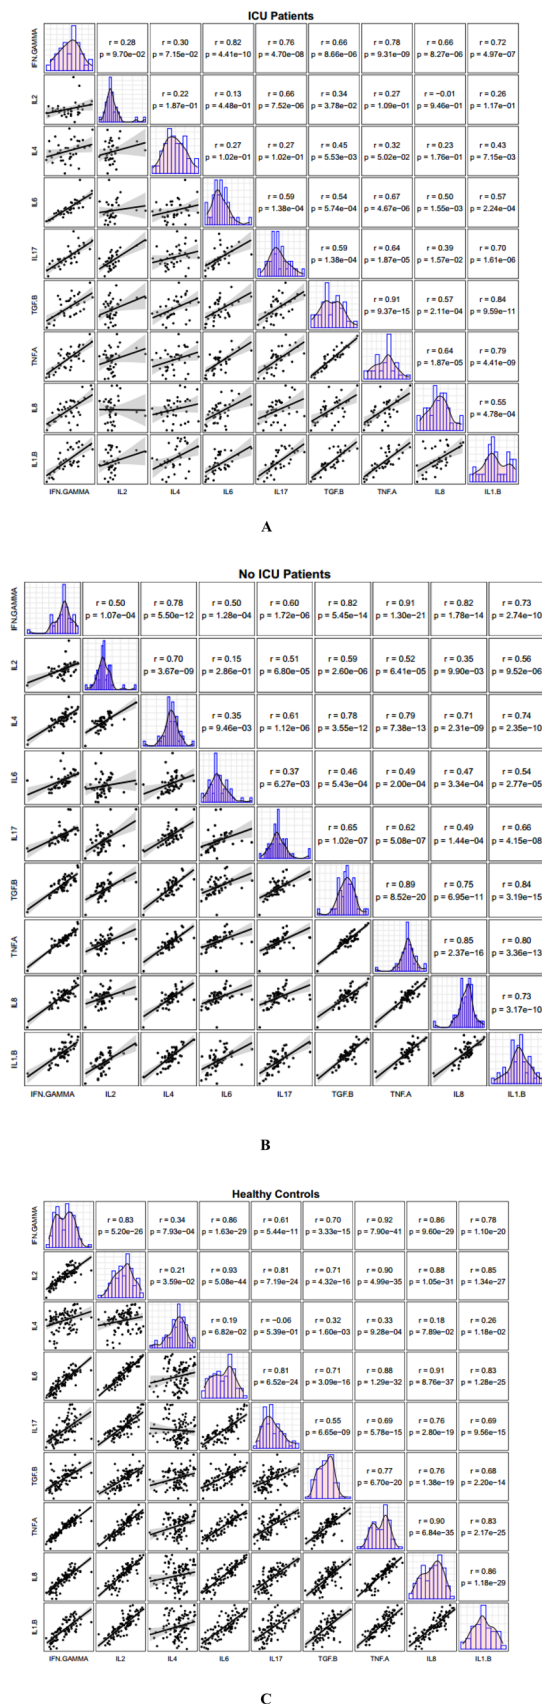 ICU Patients
IFN.GAMMA
r = 0.28
p = 9.70e−02
r = 0.30
p = 7.15e−02
r = 0.82
p = 4.41e−10
r = 0.76
p = 4.70e−08
r = 0.66
p = 8.66e−06
r = 0.78
p = 9.31e−09
r = 0.66
p = 8.27e−06
r = 0.72
p = 4.97e−07
IL2
r = 0.22
p = 1.87e−01
r = 0.13
p = 4.48e−01
r = 0.66
p = 7.52e−06
r = 0.34
p = 3.78e−02
r = 0.27
p = 1.09e−01
r = −0.01
p = 9.46e−01
r = 0.26
p = 1.17e−01
IL4
r = 0.27
p = 1.02e−01
r = 0.27
p = 1.02e−01
r = 0.45
p = 5.53e−03
r = 0.32
p = 5.02e−02
r = 0.23
p = 1.76e−01
r = 0.43
p = 7.15e−03
IL6
r = 0.59
p = 1.38e−04
r = 0.54
p = 5.74e−04
r = 0.67
p = 4.67e−06
r = 0.50
p = 1.55e−03
r = 0.57
p = 2.24e−04
IL17
r = 0.59
p = 1.38e−04
r = 0.64
p = 1.87e−05
r = 0.39
p = 1.57e−02
r = 0.70
p = 1.61e−06
TGF.B
r = 0.91
p = 9.37e−15
r = 0.57
p = 2.11e−04
r = 0.84
p = 9.59e−11
TNF.A
r = 0.64
p = 1.87e−05
r = 0.79
p = 4.41e−09
IL8
r = 0.55
p = 4.78e−04
IL1.B
IFN.GAMMA IL2 IL4 IL6 IL17 TGF.B TNF.A IL8 IL1.B
A
No ICU Patients
IFN.GAMMA
r = 0.50
p = 1.07e−04
r = 0.78
p = 5.50e−12
r = 0.50
p = 1.28e−04
r = 0.60
p = 1.72e−06
r = 0.82
p = 5.45e−14
r = 0.91
p = 1.30e−21
r = 0.82
p = 1.78e−14
r = 0.73
p = 2.74e−10
IL2
r = 0.70
p = 3.67e−09
r = 0.15
p = 2.86e−01
r = 0.51
p = 6.80e−05
r = 0.59
p = 2.60e−06
r = 0.52
p = 6.41e−05
r = 0.35
p = 9.90e−03
r = 0.56
p = 9.52e−06
IL4
r = 0.35
p = 9.46e−03
r = 0.61
p = 1.12e−06
r = 0.78
p = 3.55e−12
r = 0.79
p = 7.38e−13
r = 0.71
p = 2.31e−09
r = 0.74
p = 2.35e−10
IL6
r = 0.37
p = 6.27e−03
r = 0.46
p = 5.43e−04
r = 0.49
p = 2.00e−04
r = 0.47
p = 3.34e−04
r = 0.54
p = 2.77e−05
IL17
r = 0.65
p = 1.02e−07
r = 0.62
p = 5.08e−07
r = 0.49
p = 1.44e−04
r = 0.66
p = 4.15e−08
TGF.B
r = 0.89
p = 8.52e−20
r = 0.75
p = 6.95e−11
r = 0.84
p = 3.19e−15
TNF.A
r = 0.85
p = 2.37e−16
r = 0.80
p = 3.36e−13
IL8
r = 0.73
p = 3.17e−10
IL1.B
IFN.GAMMA IL2 IL4 IL6 IL17 TGF.B TNF.A IL8 IL1.B
B
Healthy Controls
IFN.GAMMA
r = 0.83
p = 5.20e−26
r = 0.34
p = 7.93e−04
r = 0.86
p = 1.63e−29
r = 0.61
p = 5.44e−11
r = 0.70
p = 3.33e−15
r = 0.92
p = 7.90e−41
r = 0.86
p = 9.60e−29
r = 0.78
p = 1.10e−20
IL2
r = 0.21
p = 3.59e−02
r = 0.93
p = 5.08e−44
r = 0.81
p = 7.19e−24
r = 0.71
p = 4.32e−16
r = 0.90
p = 4.99e−35
r = 0.88
p = 1.05e−31
r = 0.85
p = 1.34e−27
IL4
r = 0.19
p = 6.82e−02
r = −0.06
p = 5.39e−01
r = 0.32
p = 1.60e−03
r = 0.33
p = 9.28e−04
r = 0.18
p = 7.89e−02
r = 0.26
p = 1.18e−02
IL6
r = 0.81
p = 6.52e−24
r = 0.71
p = 3.09e−16
r = 0.88
p = 1.29e−32
r = 0.91
p = 8.76e−37
r = 0.83
p = 1.28e−25
IL17
r = 0.55
p = 6.65e−09
r = 0.69
p = 5.78e−15
r = 0.76
p = 2.80e−19
r = 0.69
p = 9.56e−15
TGF.B
r = 0.77
p = 6.70e−20
r = 0.76
p = 1.38e−19
r = 0.68
p = 2.20e−14
TNF.A
r = 0.90
p = 6.84e−35
r = 0.83
p = 2.17e−25
IL8
r = 0.86
p = 1.18e−29
IL1.B
IFN.GAMMA IL2 IL4 IL6 IL17 TGF.B TNF.A IL8 IL1.B
C